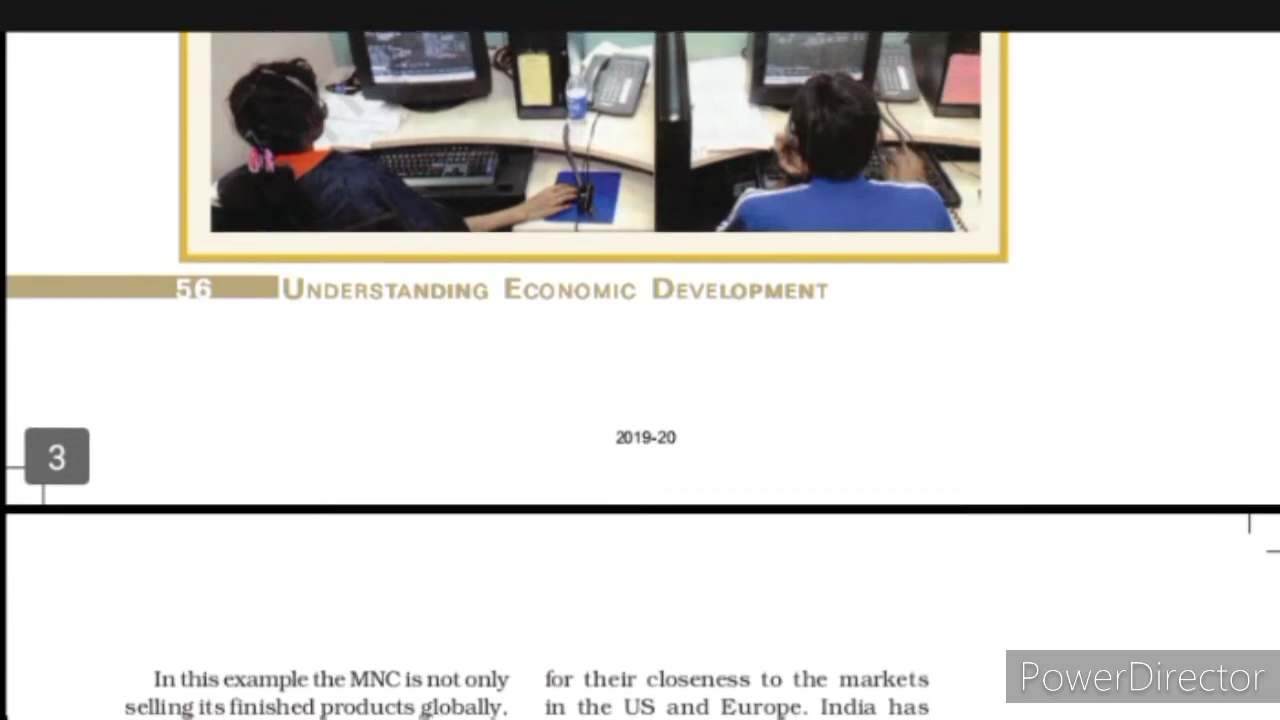 56 UNDERSTANDING ECONOMIC DEVELOPMENT
2019-20
3
In this example the MNC is not only
selling its finished products globally,
for their closeness to the markets
in the US and Europe. India has
PowerDirector